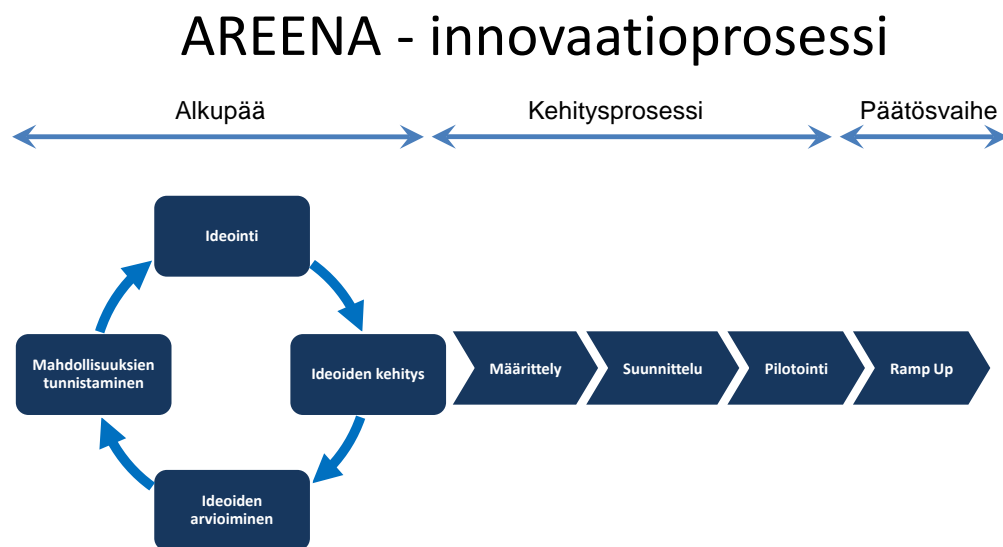 AREENA - innovaatioprosessi
Alkupää
Kehitysprosessi
Päätösvaihe
Ideointi
Mahdollisuuksien
tunnistaminen
Ideoiden kehitys
Määrittely
Suunnittelu
Pilotointi
Ramp Up
Ideoiden
arvioiminen